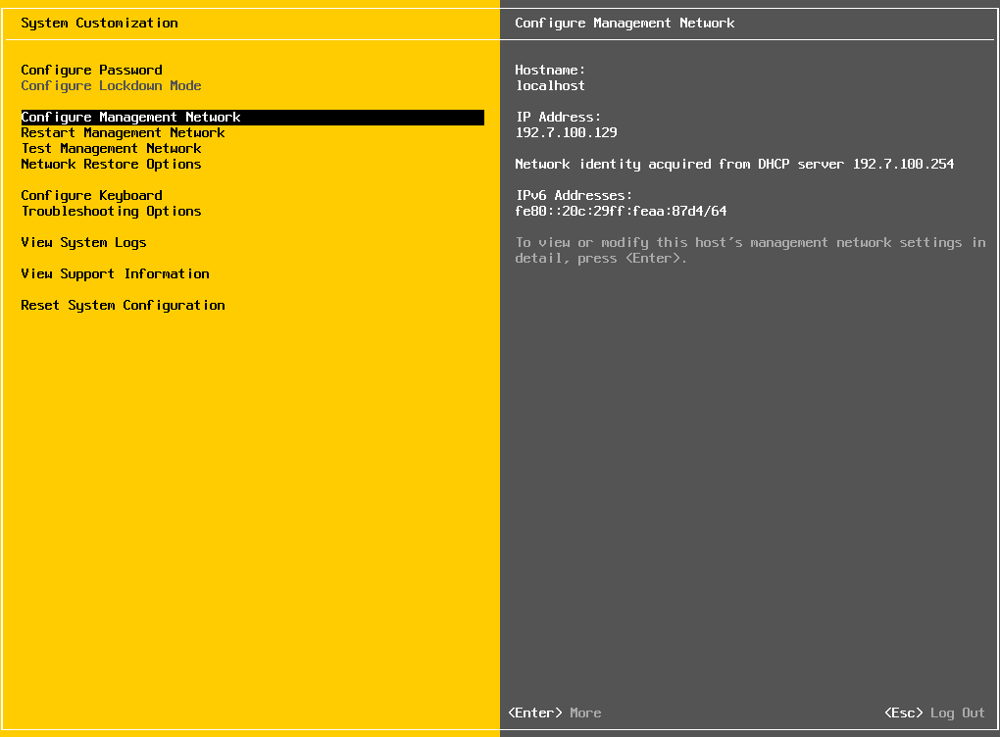 System Customization
Configure Password
Configure Lockdown Mode
Configure Management Network
Restart Management Network
Test Management Network
Network Restore Options
Configure Keyboard
Troubleshooting Options
View System Logs
View Support Information
Reset System Configuration
Configure Management Network
Hostname:
localhost
IP Address:
192.7.100.129
Network identity acquired from DHCP server 192.7.100.254
IPv6 Addresses:
fe80::20c:29ff:feaa:87d4/64
To view or modify this host's management network settings in
detail, press <Enter>.
<Enter> More
<Esc> Log Out